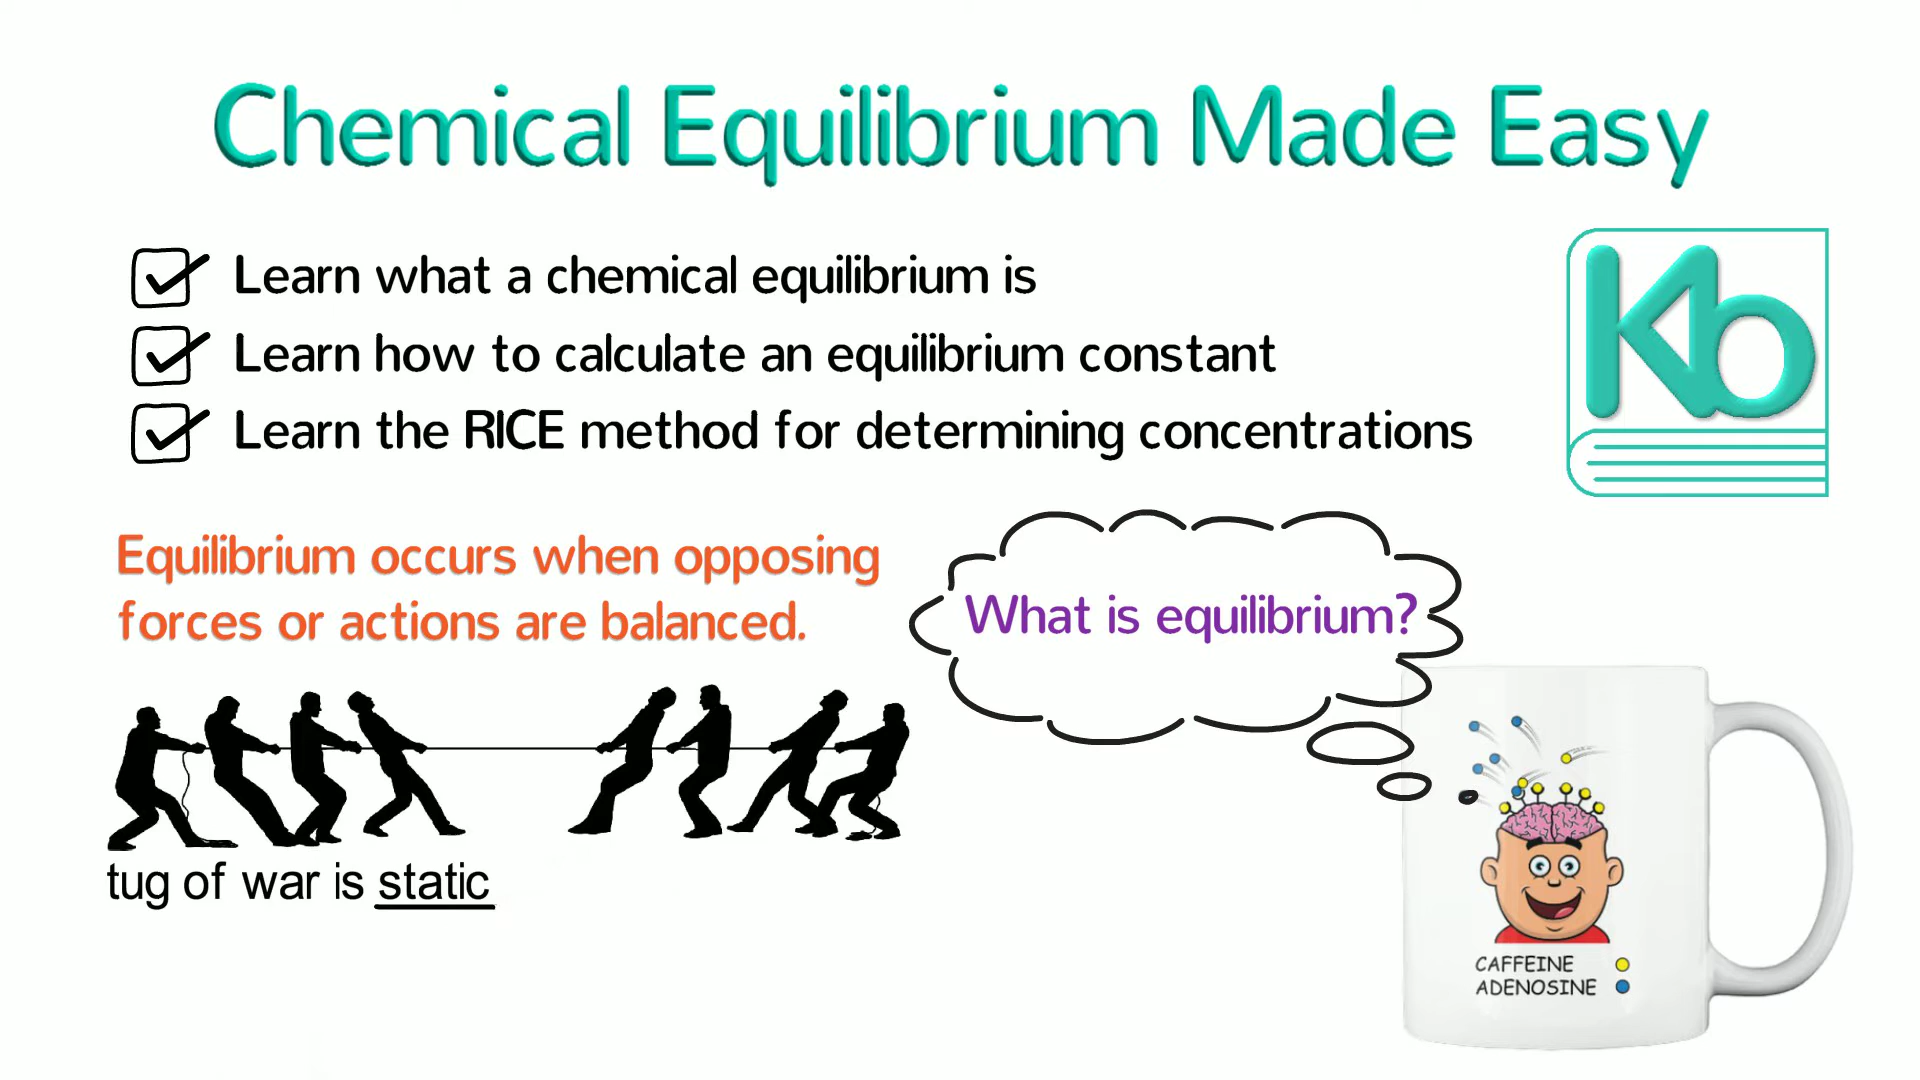 Chemical Equilibrium Made Easy
Learn what a chemical equilibrium is
Learn how to calculate an equilibrium constant
Learn the RICE method for determining concentrations
Ko
Equilibrium occurs when opposing
forces or actions are balanced.
What is equilibrium?
tug of war is static
CAFFEINE
ADENOSINE